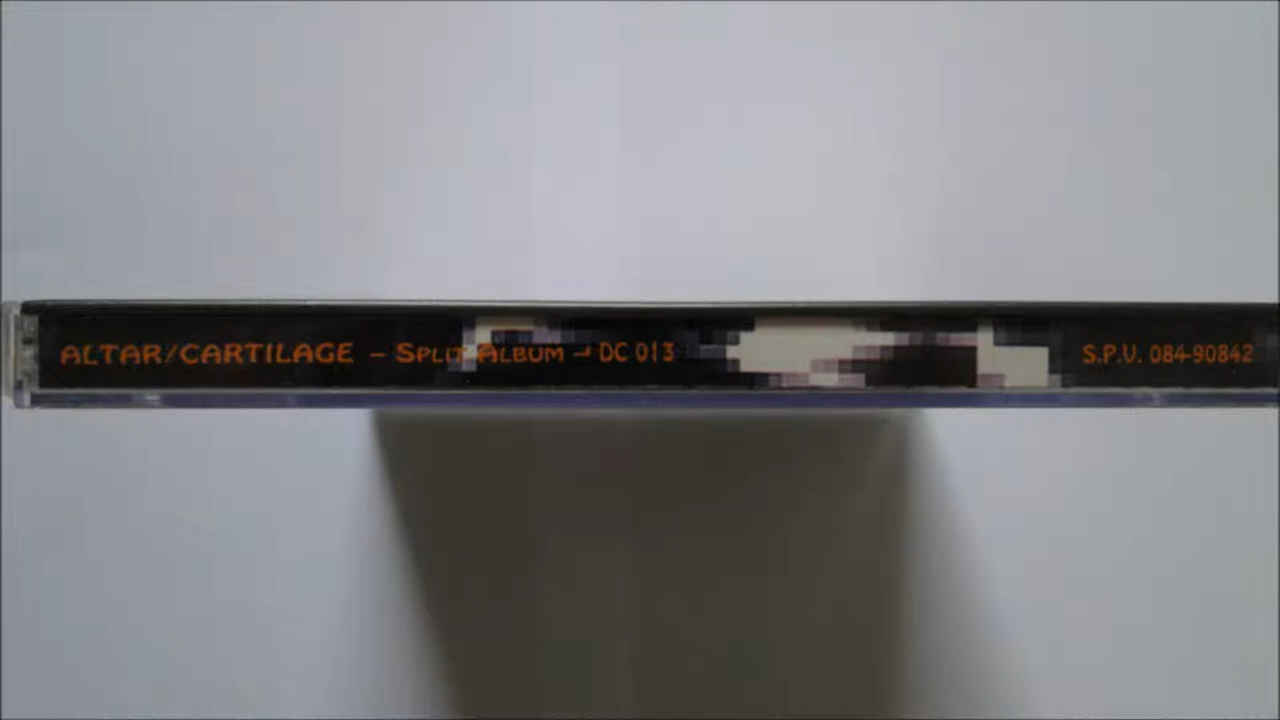 ALTAR/CARTILAGE – SPLIT ALBUM – DC 013 S.P.V. 084-90842